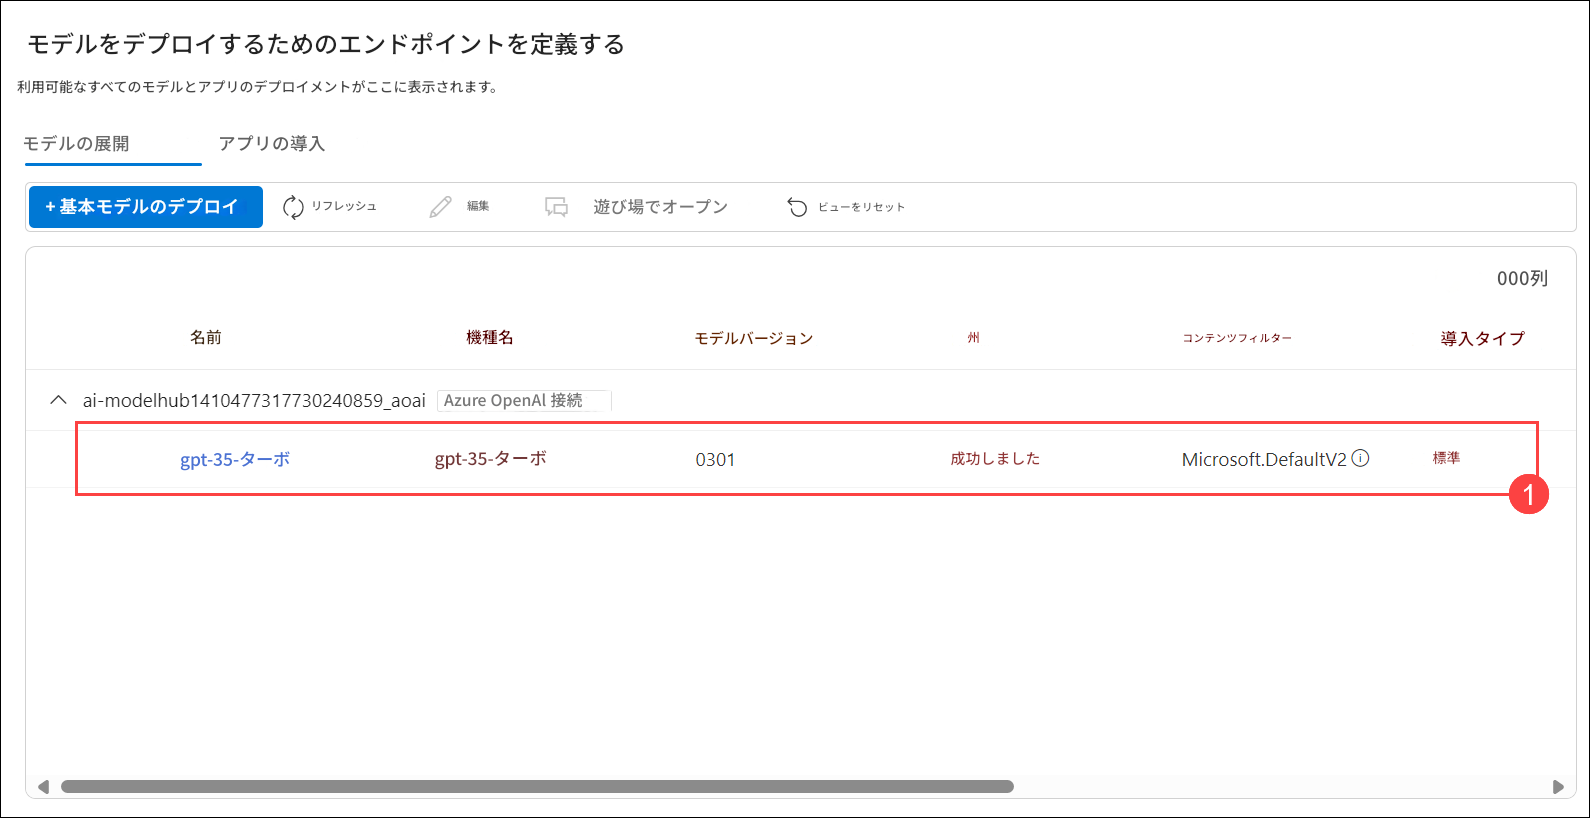 モデルをデプロイするためのエンドポイントを定義する
利用可能なすべてのモデルとアプリのデプロイメントがここに表示されます。
モデルの展開 アプリの導入
+ 基本モデルのデプロイ リフレッシュ 編集 遊び場でオープン ビューをリセット
000列
名前 機種名 モデルバージョン 州 コンテンツフィルター 導入タイプ
ai-modelhub1410477317730240859_aoai Azure OpenAl 接続
gpt-35-ターボ gpt-35-ターボ 0301 成功しました Microsoft.DefaultV2 標準
1